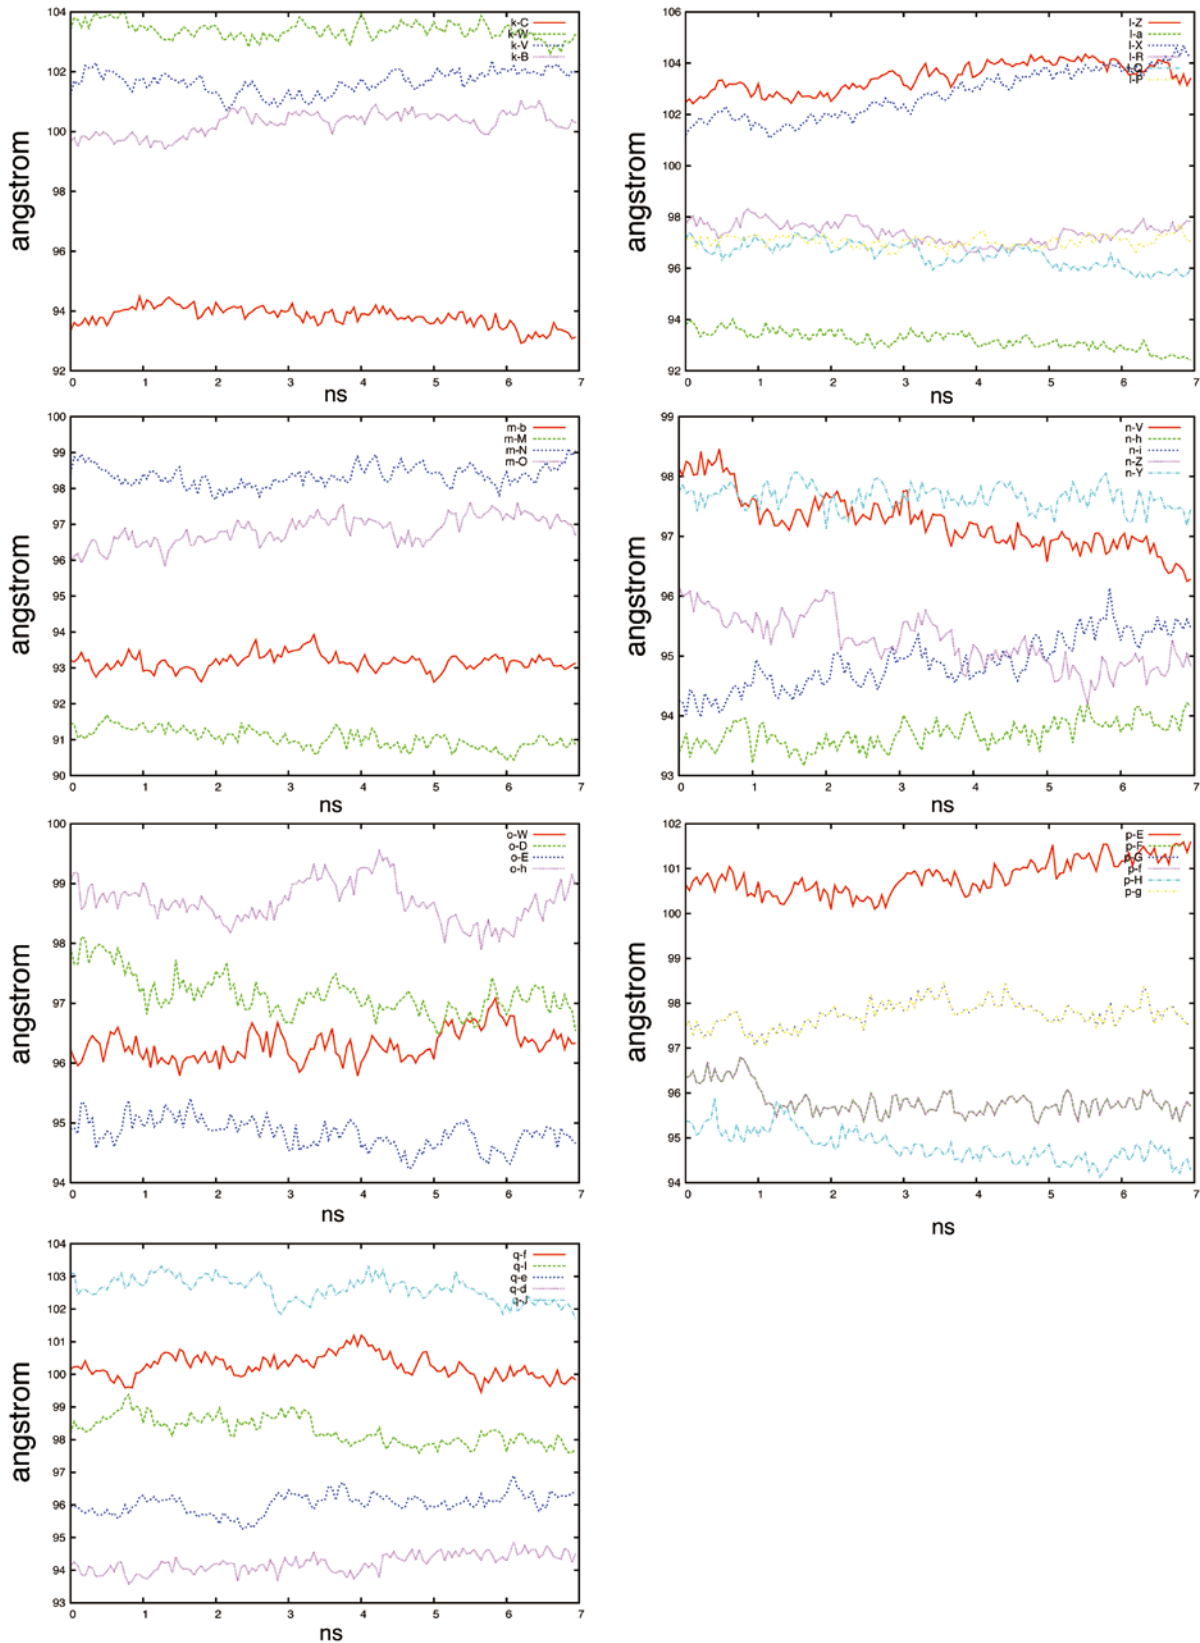 104
102
100
98
96
94
92
angstrom
0 1 2 3 4 5 6 7
ns
k-C
k-W
k-V
k-B
106
104
102
100
98
96
94
92
angstrom
0 1 2 3 4 5 6 7
ns
l-Z
l-a
l-X
l-R
l-Q
l-P
100
99
98
97
96
95
94
93
92
91
90
angstrom
0 1 2 3 4 5 6 7
ns
m-b
m-M
m-N
m-O
99
98
97
96
95
94
93
angstrom
0 1 2 3 4 5 6 7
ns
n-V
n-h
n-i
n-Z
n-Y
100
99
98
97
96
95
94
angstrom
0 1 2 3 4 5 6 7
ns
o-W
o-D
o-E
o-h
102
101
100
99
98
97
96
95
94
angstrom
0 1 2 3 4 5 6 7
ns
p-E
p-F
p-G
p-f
p-H
p-g
104
103
102
101
100
99
98
97
96
95
94
93
angstrom
0 1 2 3 4 5 6 7
ns
q-f
q-I
q-e
q-d
q-J